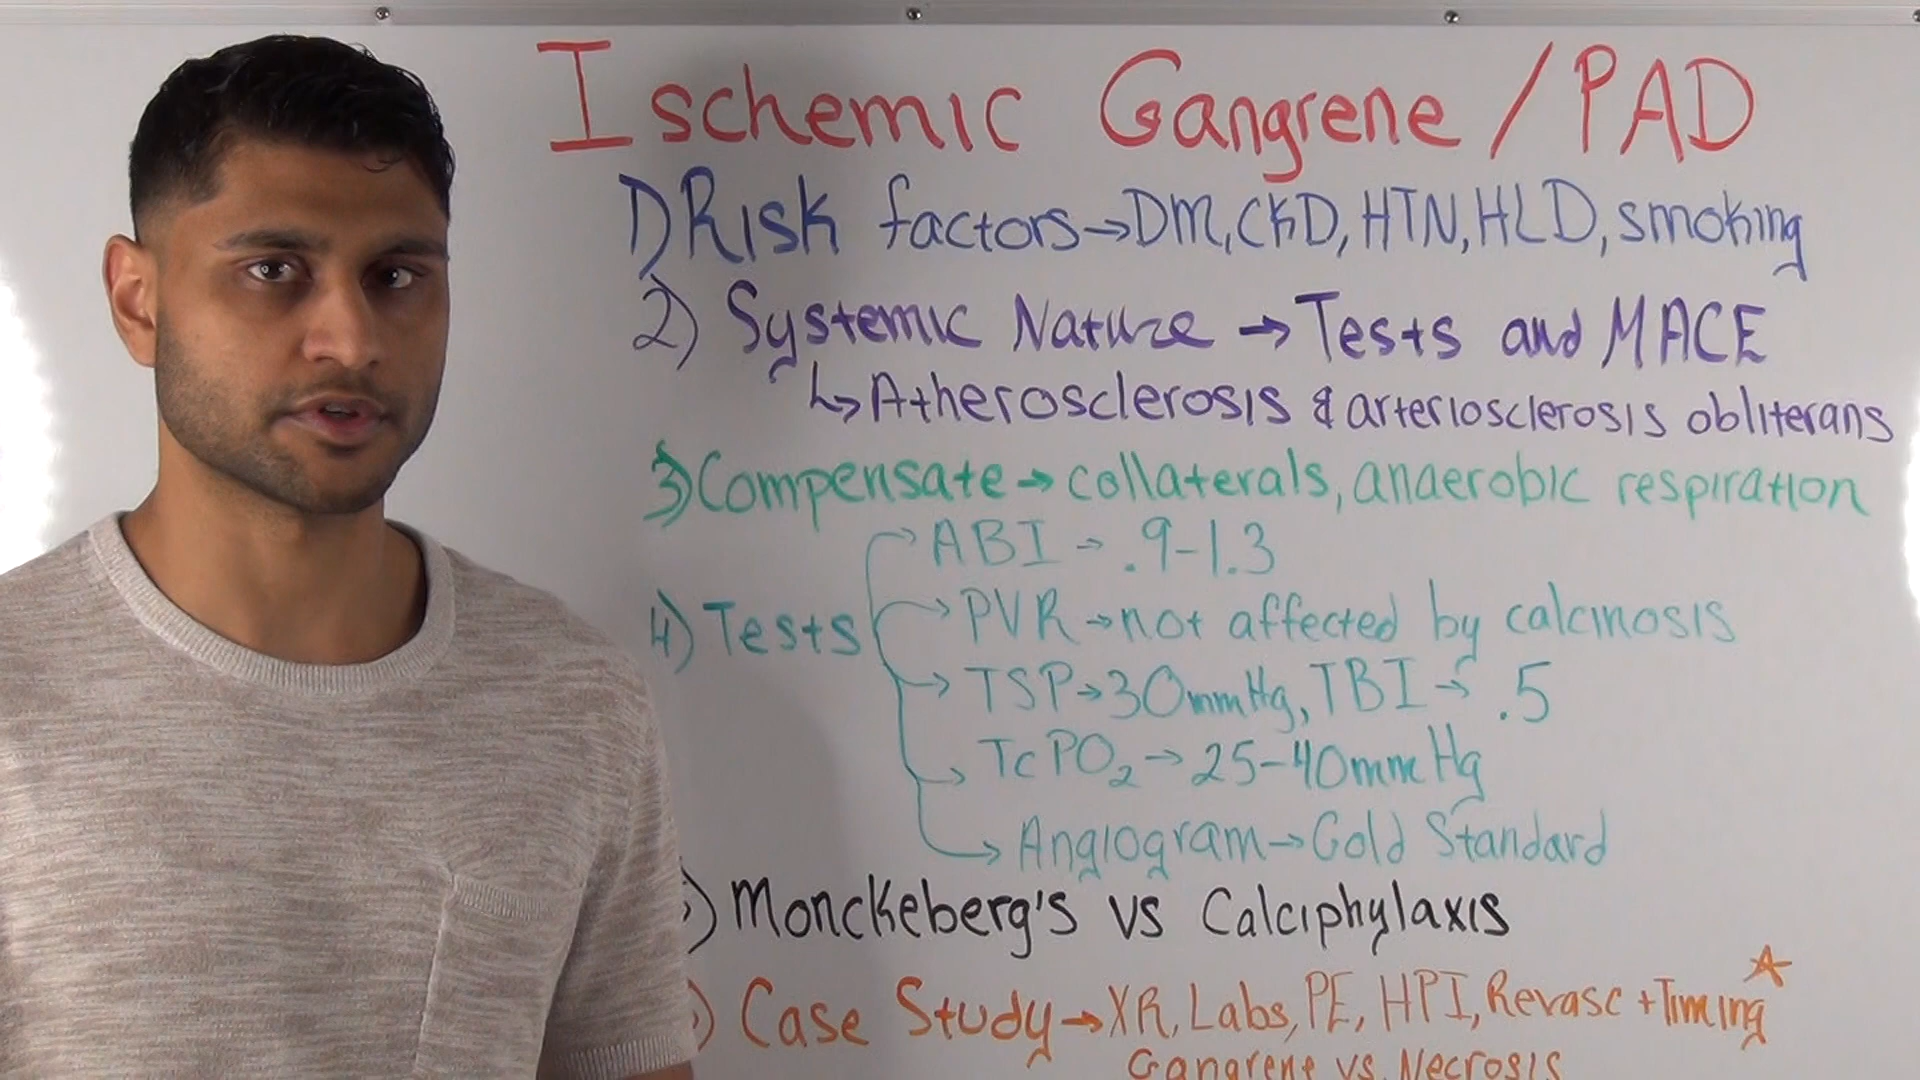 Ischemic Gangrene / PAD
1) Risk factors → DM, CKD, HTN, HLD, smoking
2) Systemic Nature → Tests and MACE
↳ Atherosclerosis & arteriosclerosis obliterans
3) Compensate → collaterals, anaerobic respiration
ABI → .9-1.3
4) Tests
PVR → not affected by calcinosis
TSP → 30mmHg, TBI → .5
TcPO₂ → 25-40mmHg
Angiogram → Gold Standard
) Monckeberg's vs Calciphylaxis
) Case Study → XR, Labs, PE, HPI, Revasc + Timing ☆
Gangrene vs. Necrosis